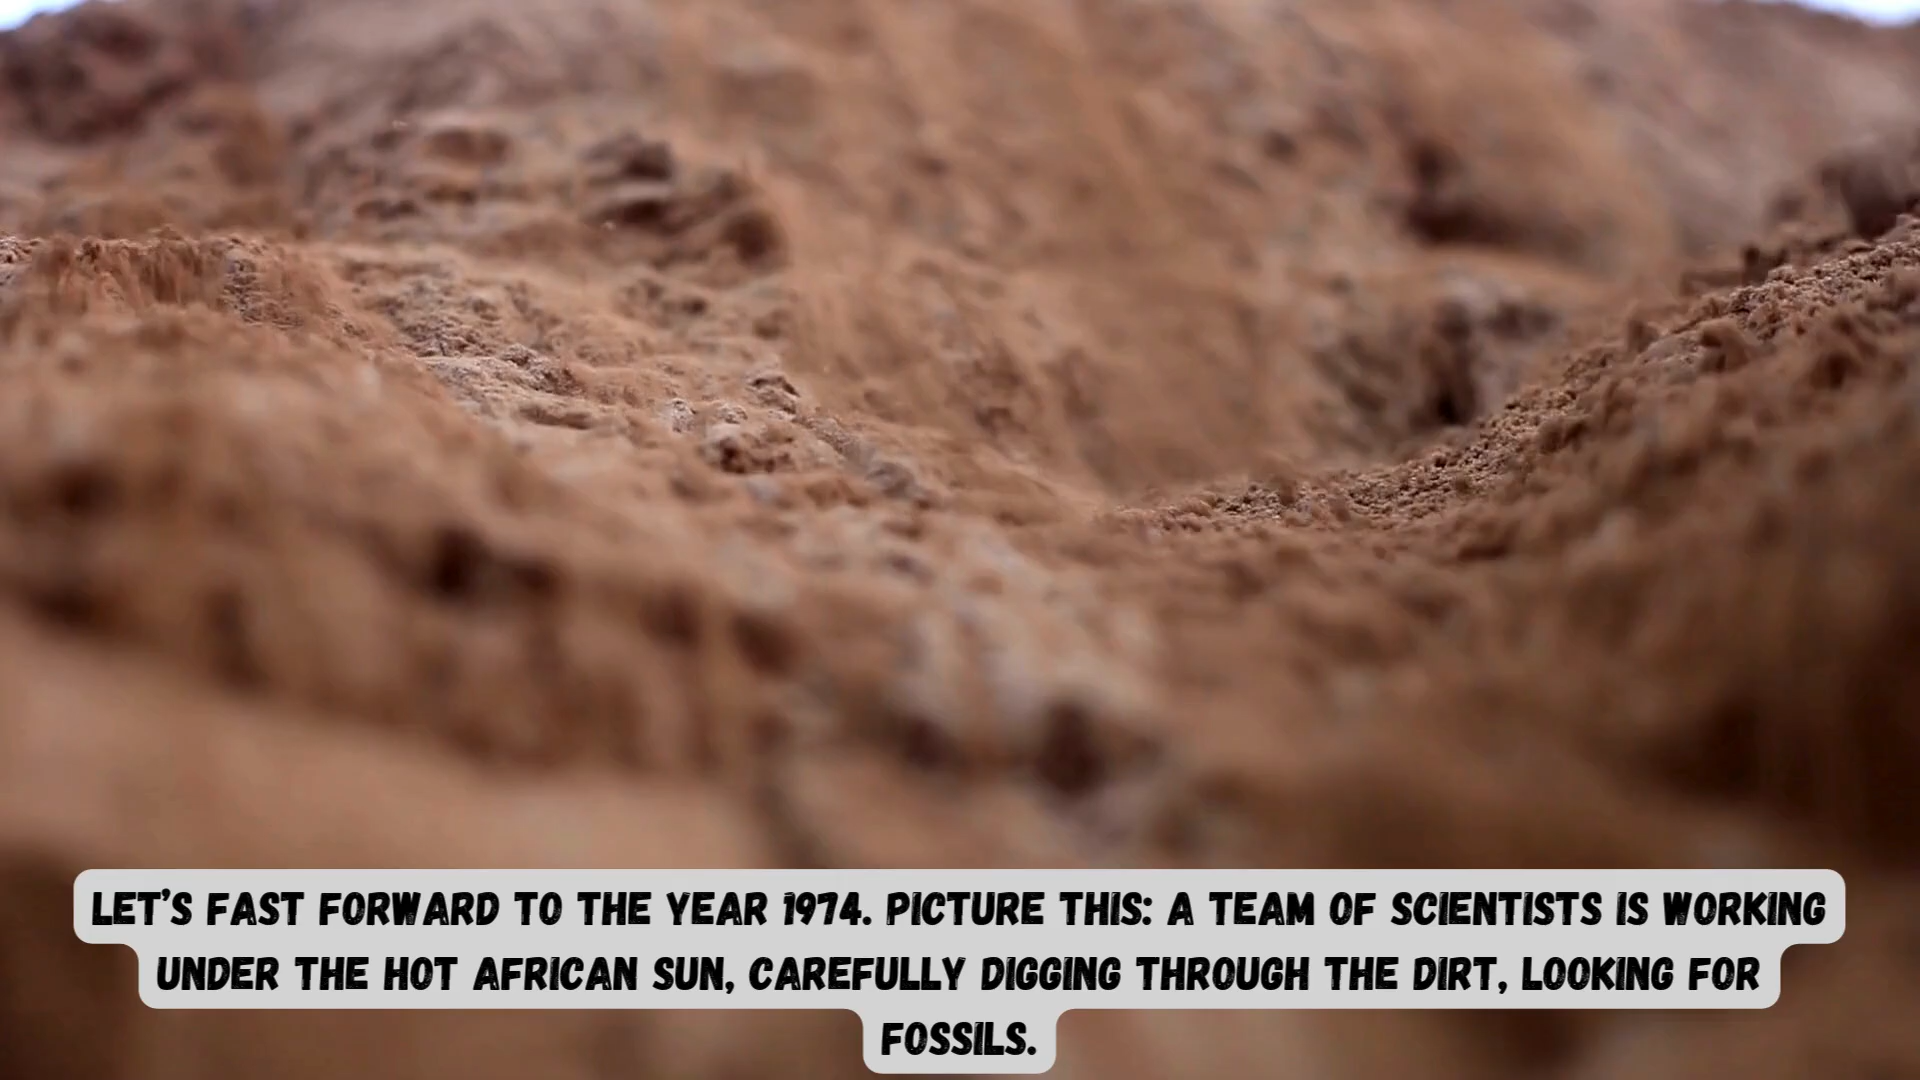 LET'S FAST FORWARD TO THE YEAR 1974. PICTURE THIS: A TEAM OF SCIENTISTS IS WORKING
UNDER THE HOT AFRICAN SUN, CAREFULLY DIGGING THROUGH THE DIRT, LOOKING FOR
FOSSILS.